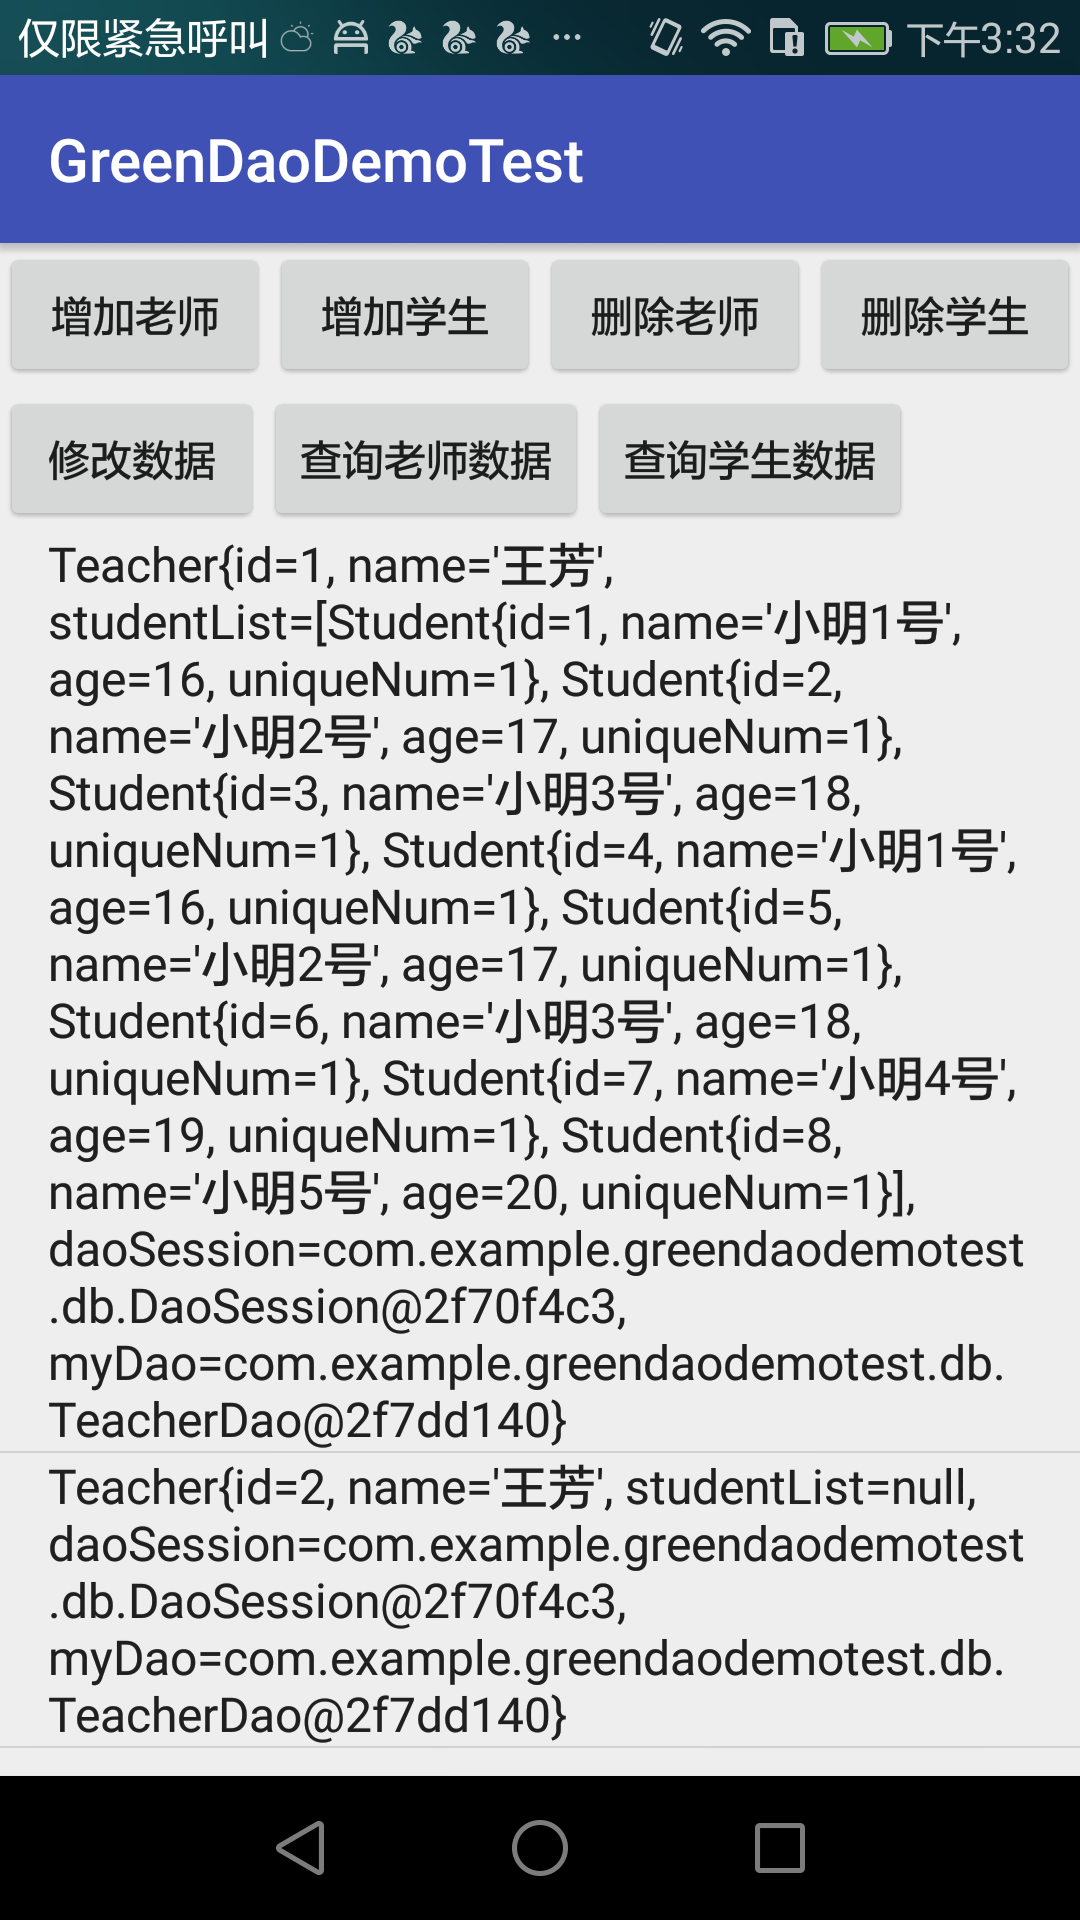 仅限紧急呼叫 ... 下午3:32
GreenDaoDemoTest
增加老师 增加学生 删除老师 删除学生
修改数据 查询老师数据 查询学生数据
Teacher{id=1, name='王芳',
studentList=[Student{id=1, name='小明1号',
age=16, uniqueNum=1}, Student{id=2,
name='小明2号', age=17, uniqueNum=1},
Student{id=3, name='小明3号', age=18,
uniqueNum=1}, Student{id=4, name='小明1号',
age=16, uniqueNum=1}, Student{id=5,
name='小明2号', age=17, uniqueNum=1},
Student{id=6, name='小明3号', age=18,
uniqueNum=1}, Student{id=7, name='小明4号',
age=19, uniqueNum=1}, Student{id=8,
name='小明5号', age=20, uniqueNum=1}],
daoSession=com.example.greendaodemotest
.db.DaoSession@2f70f4c3,
myDao=com.example.greendaodemotest.db.
TeacherDao@2f7dd140}
Teacher{id=2, name='王芳', studentList=null,
daoSession=com.example.greendaodemotest
.db.DaoSession@2f70f4c3,
myDao=com.example.greendaodemotest.db.
TeacherDao@2f7dd140}